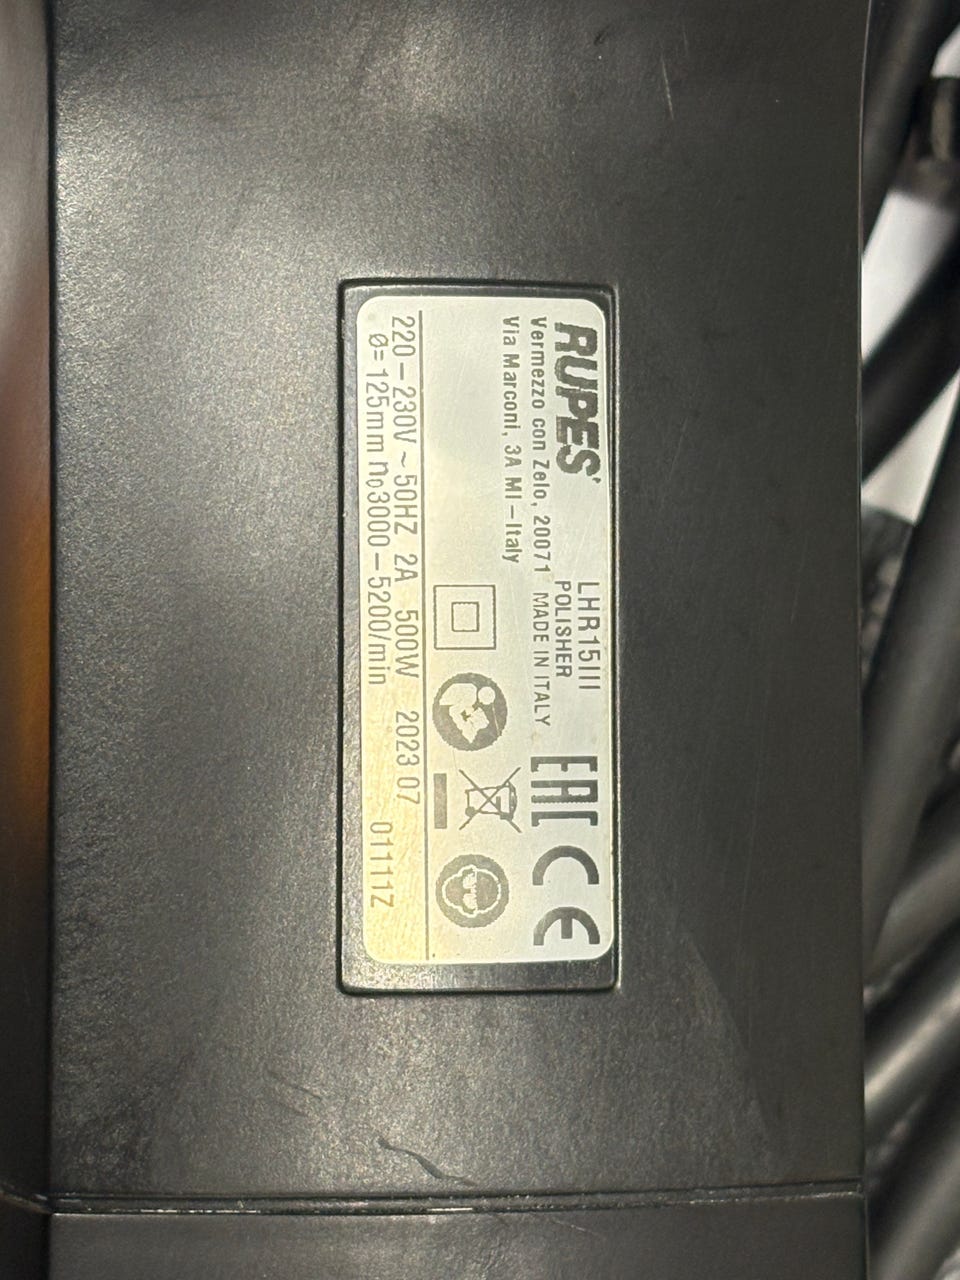 RUPES
Vermezzo con Zelo, 20071
Via Marconi, 3A MI – Italy
LHR15III
POLISHER
MADE IN ITALY
EAC CE
220–230V ~50HZ 2A 500W 2023 07
Ø=125mm n₀3000–5200/min 01111Z